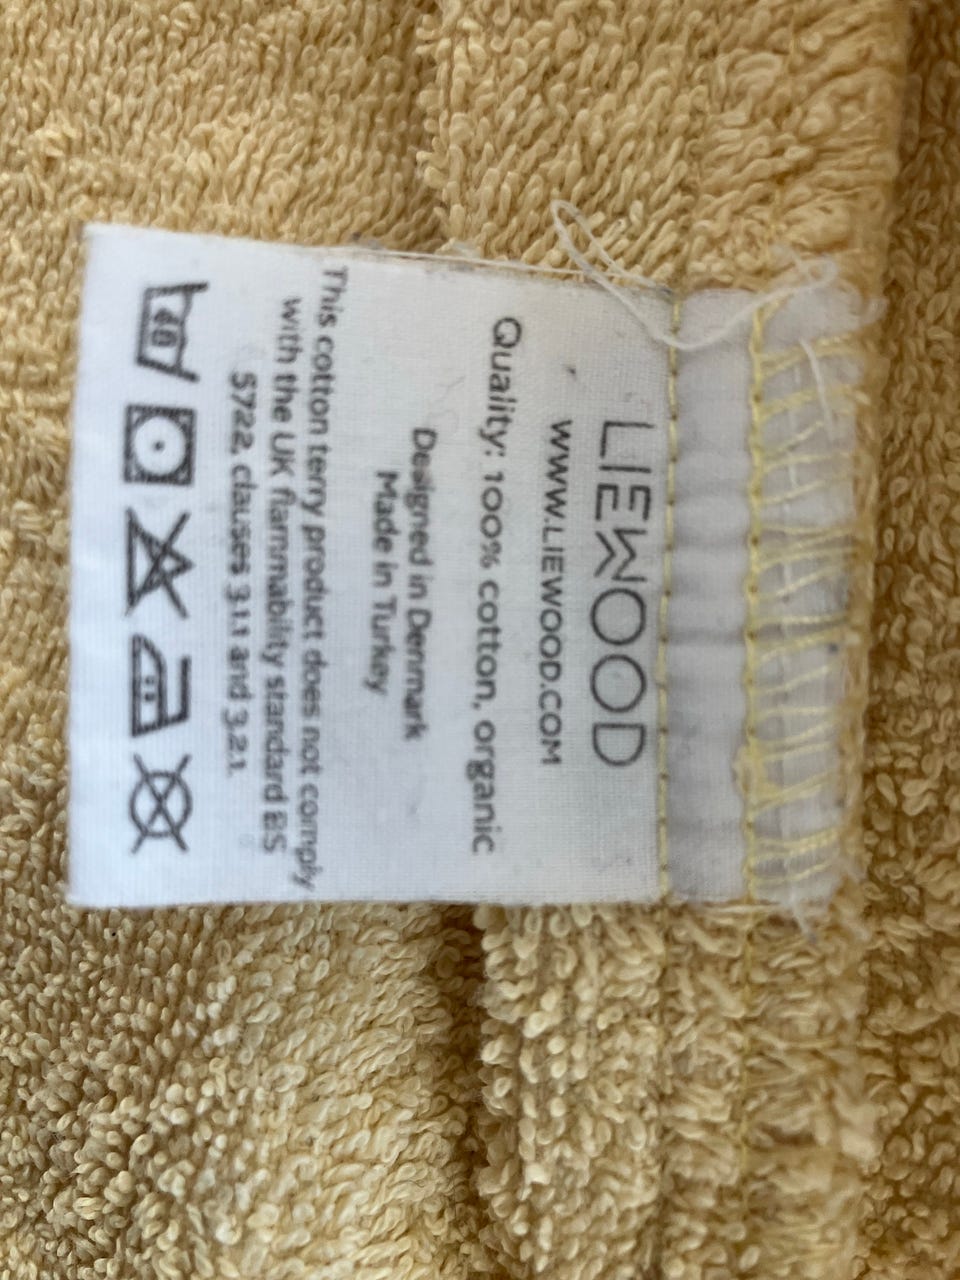 LIEWOOD
WWW.LIEWOOD.COM
Quality: 100% cotton, organic
Designed in Denmark
Made in Turkey
This cotton terry product does not comply
with the UK flammability standard BS
5722, clauses 3.1.1 and 3.2.1.
40